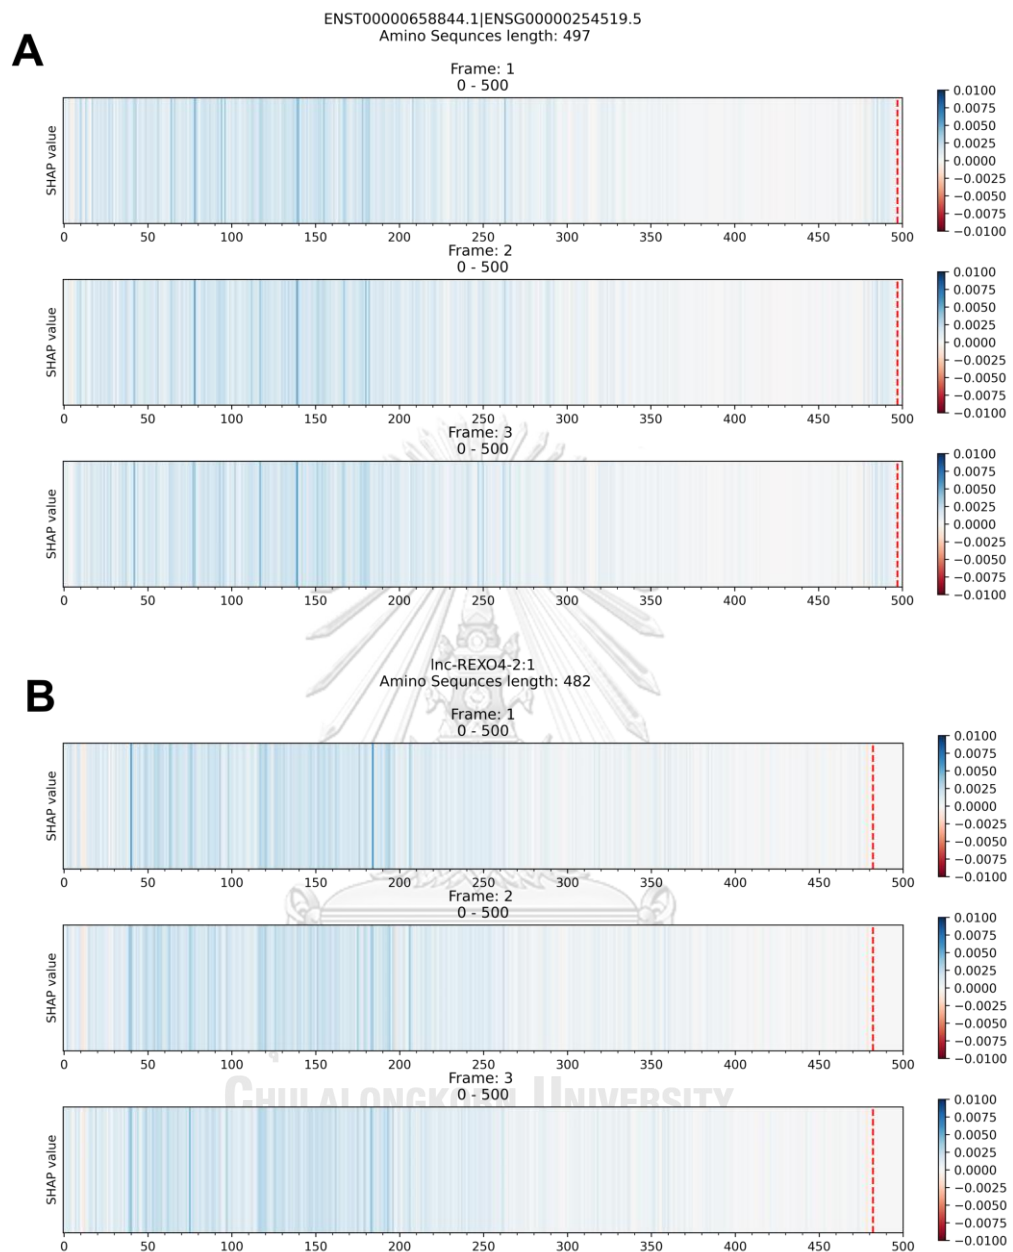 ENST00000658844.1|ENSG00000254519.5
Amino Sequnces length: 497
A
Frame: 1
0 - 500
SHAP value
0 50 100 150 200 250 300 350 400 450 500
0.0100
0.0075
0.0050
0.0025
0.0000
−0.0025
−0.0050
−0.0075
−0.0100
Frame: 2
0 - 500
SHAP value
0 50 100 150 200 250 300 350 400 450 500
0.0100
0.0075
0.0050
0.0025
0.0000
−0.0025
−0.0050
−0.0075
−0.0100
Frame: 3
0 - 500
SHAP value
0 50 100 150 200 250 300 350 400 450 500
0.0100
0.0075
0.0050
0.0025
0.0000
−0.0025
−0.0050
−0.0075
−0.0100
lnc-REXO4-2:1
Amino Sequnces length: 482
B
Frame: 1
0 - 500
SHAP value
0 50 100 150 200 250 300 350 400 450 500
0.0100
0.0075
0.0050
0.0025
0.0000
−0.0025
−0.0050
−0.0075
−0.0100
Frame: 2
0 - 500
SHAP value
0 50 100 150 200 250 300 350 400 450 500
0.0100
0.0075
0.0050
0.0025
0.0000
−0.0025
−0.0050
−0.0075
−0.0100
CHULALONGKORN UNIVERSITY
Frame: 3
0 - 500
SHAP value
0 50 100 150 200 250 300 350 400 450 500
0.0100
0.0075
0.0050
0.0025
0.0000
−0.0025
−0.0050
−0.0075
−0.0100